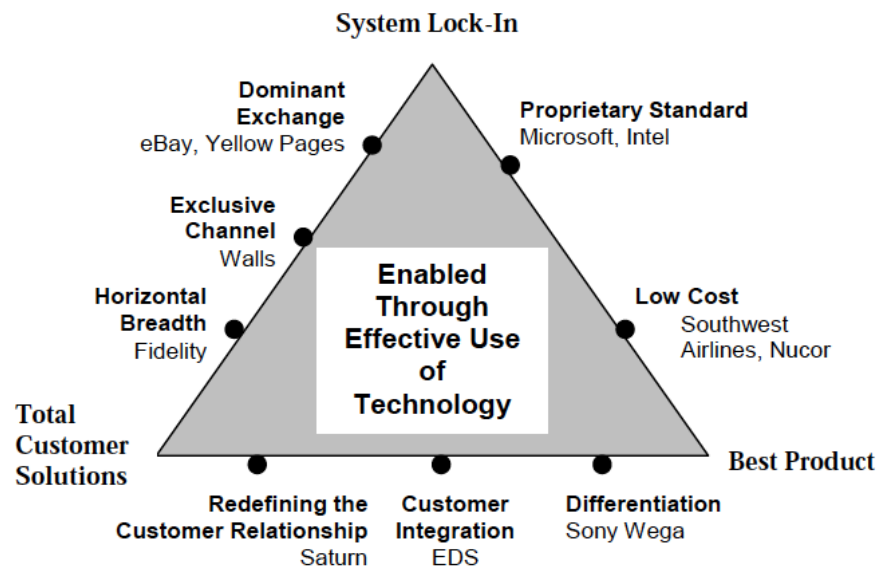 System Lock-In
Dominant
Exchange
eBay, Yellow Pages
Proprietary Standard
Microsoft, Intel
Exclusive
Channel
Walls
Horizontal
Breadth
Fidelity
Enabled
Through
Effective Use
of
Technology
Low Cost
Southwest
Airlines, Nucor
Total
Customer
Solutions
Best Product
Redefining the
Customer Relationship
Saturn
Customer
Integration
EDS
Differentiation
Sony Wega